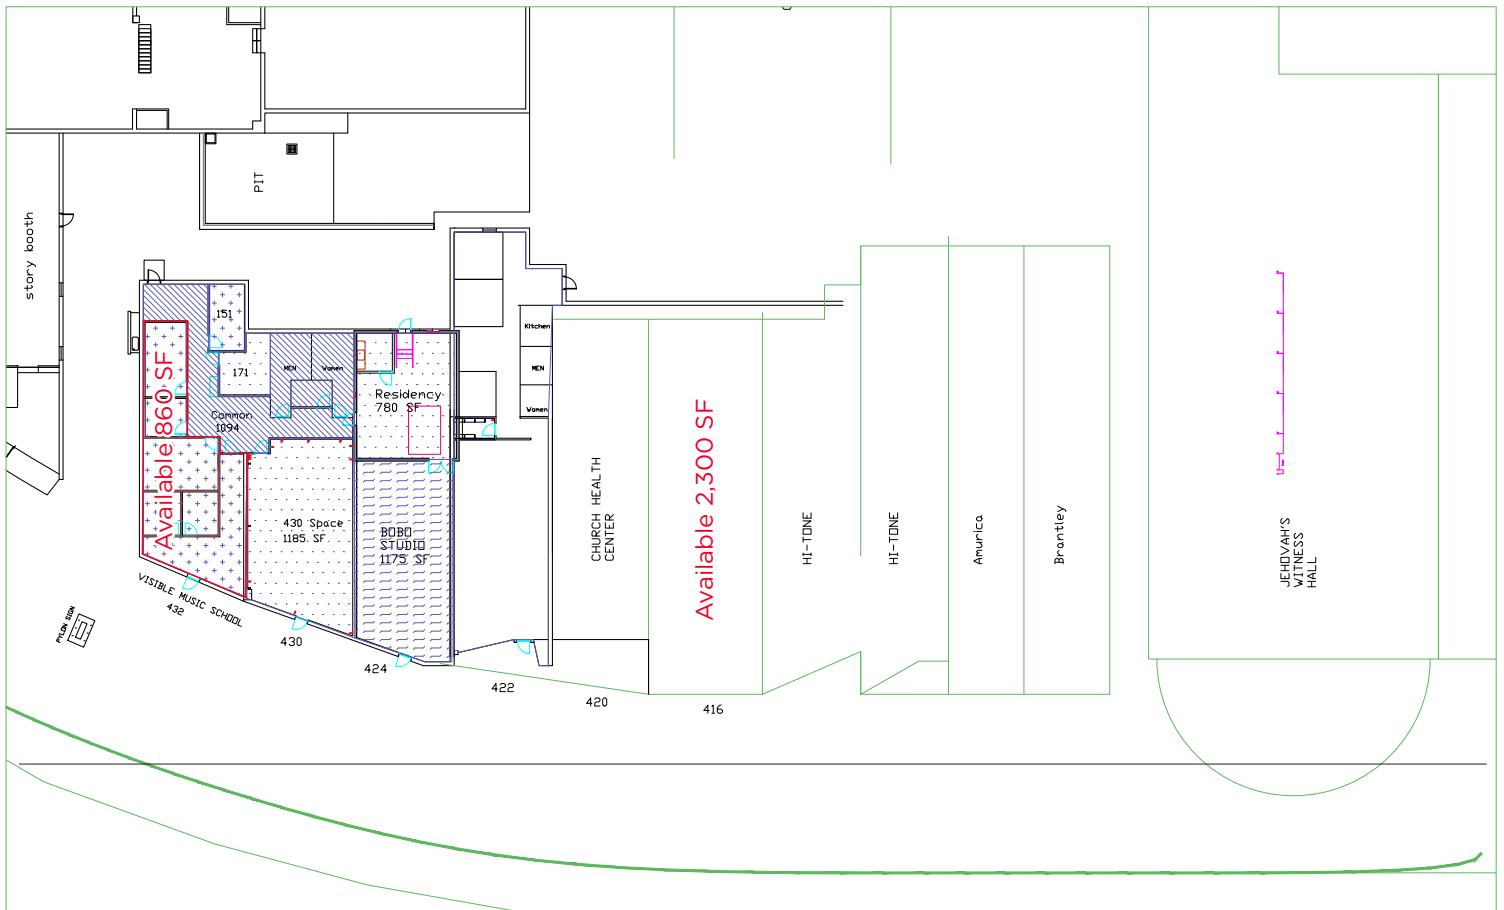 PIT
story booth
151
171
MEN
Women
Kitchen
MEN
Women
Residency
780 SF
Common
1094
Available 860 SF
430 Space
1185 SF
BOBO
STUDIO
1175 SF
CHURCH HEALTH
CENTER
Available 2,300 SF
HI-TONE
HI-TONE
Amurica
Brantley
JEHOVAH'S
WITNESS
HALL
VISIBLE MUSIC SCHOOL
432
PYLON SIGN
430
424
422
420
416